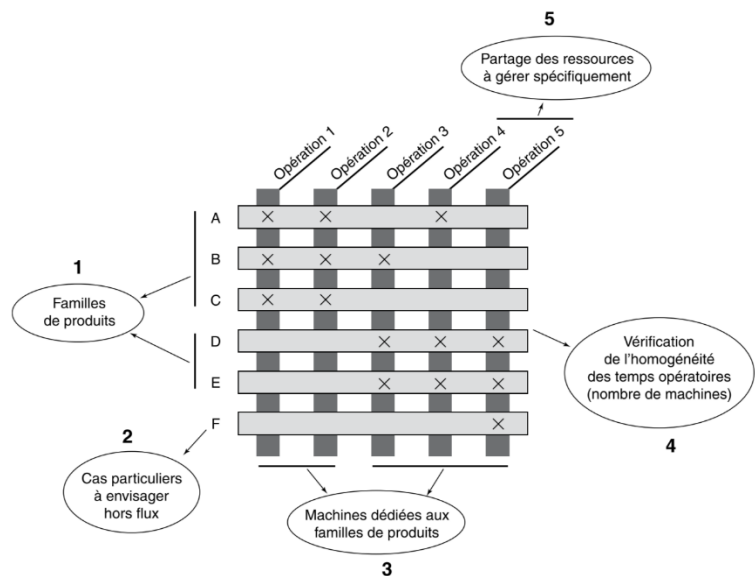 5
Partage des ressources
à gérer spécifiquement
Opération 1
Opération 2
Opération 3
Opération 4
Opération 5
A
B
C
D
E
F
1
Familles
de produits
2
Cas particuliers
à envisager
hors flux
Vérification
de l'homogénéité
des temps opératoires
(nombre de machines)
4
Machines dédiées aux
familles de produits
3